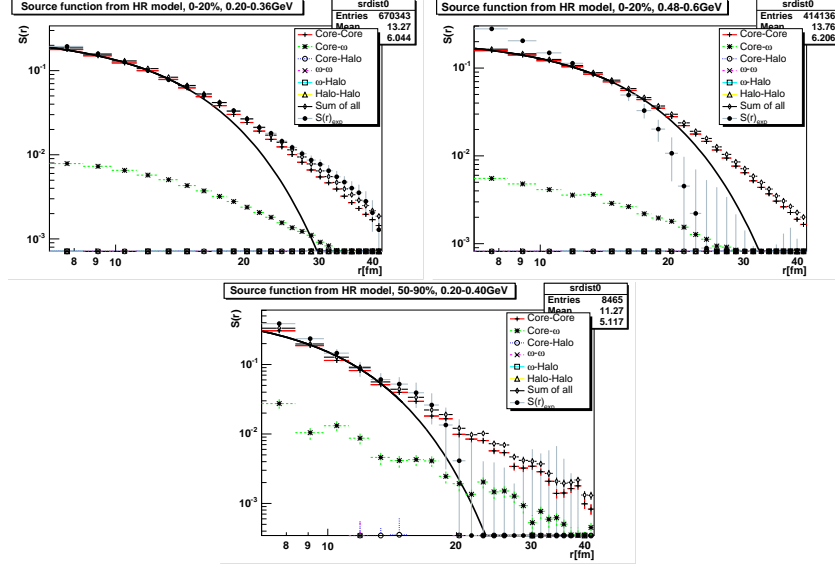 Source function from HR model, 0-20%, 0.20-0.36GeV
srdist0
Entries 670343
Mean 13.27
6.044
S(r)
Core-Core
Core-ω
Core-Halo
ω-ω
ω-Halo
Halo-Halo
Sum of all
S(r)exp
10⁻¹
10⁻²
10⁻³
8 9 10 20 30 40
r[fm]
Source function from HR model, 0-20%, 0.48-0.6GeV
srdist0
Entries 414136
Mean 13.76
6.206
S(r)
Core-Core
Core-ω
Core-Halo
ω-ω
ω-Halo
Halo-Halo
Sum of all
S(r)exp
10⁻¹
10⁻²
10⁻³
8 9 10 20 30 40
r[fm]
Source function from HR model, 50-90%, 0.20-0.40GeV
srdist0
Entries 8465
Mean 11.27
5.117
S(r)
Core-Core
Core-ω
Core-Halo
ω-ω
ω-Halo
Halo-Halo
Sum of all
S(r)exp
10⁻¹
10⁻²
10⁻³
8 9 10 20 30 40
r[fm]